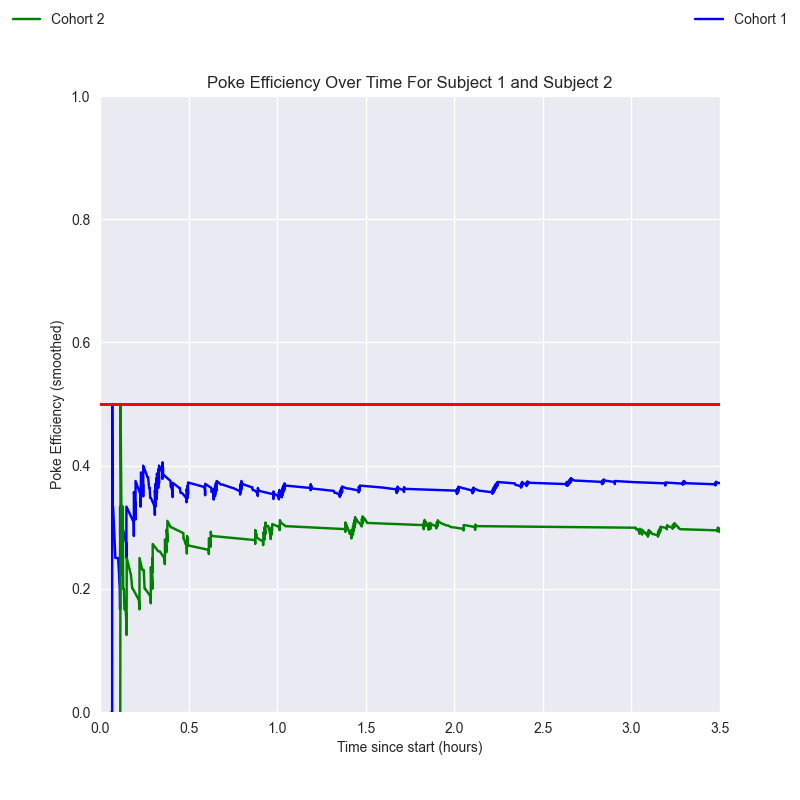 Cohort 2
Cohort 1
Poke Efficiency Over Time For Subject 1 and Subject 2
1.0
0.8
0.6
0.4
0.2
0.0
Poke Efficiency (smoothed)
0.0 0.5 1.0 1.5 2.0 2.5 3.0 3.5
Time since start (hours)